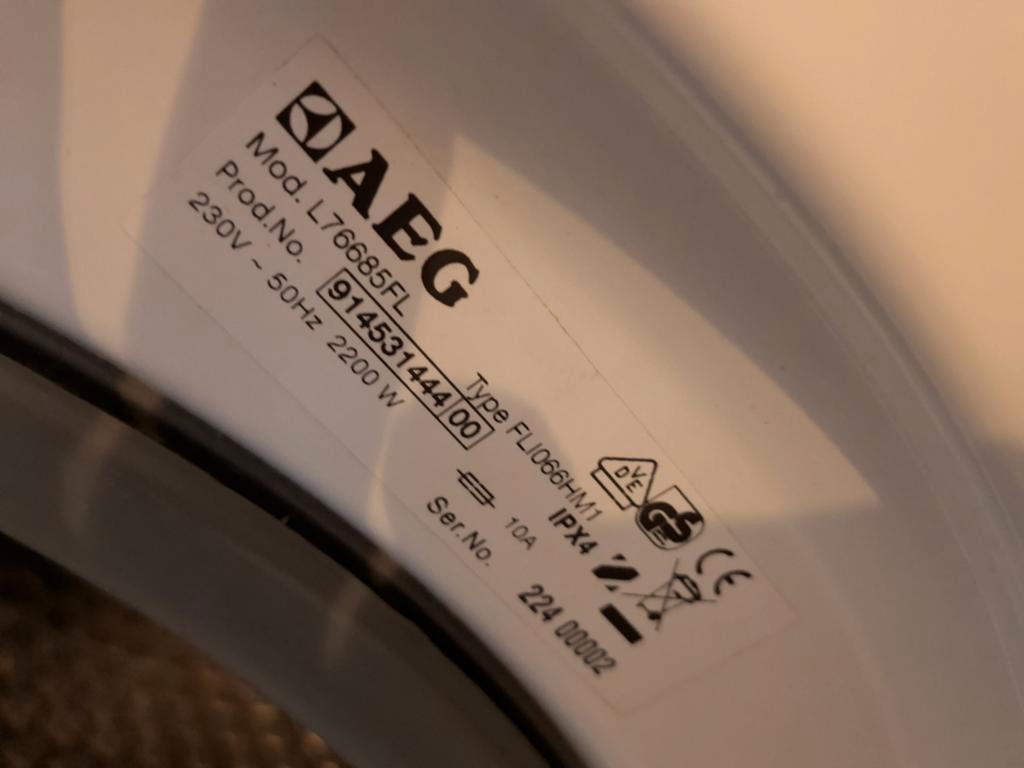 AEG
Mod. L76685FL
Prod.No. 914531444 00
Type FLI066HM1
230V ~ 50Hz 2200 W
10A
IPX4
DVE
GS
CE
Ser.No. 224 00002